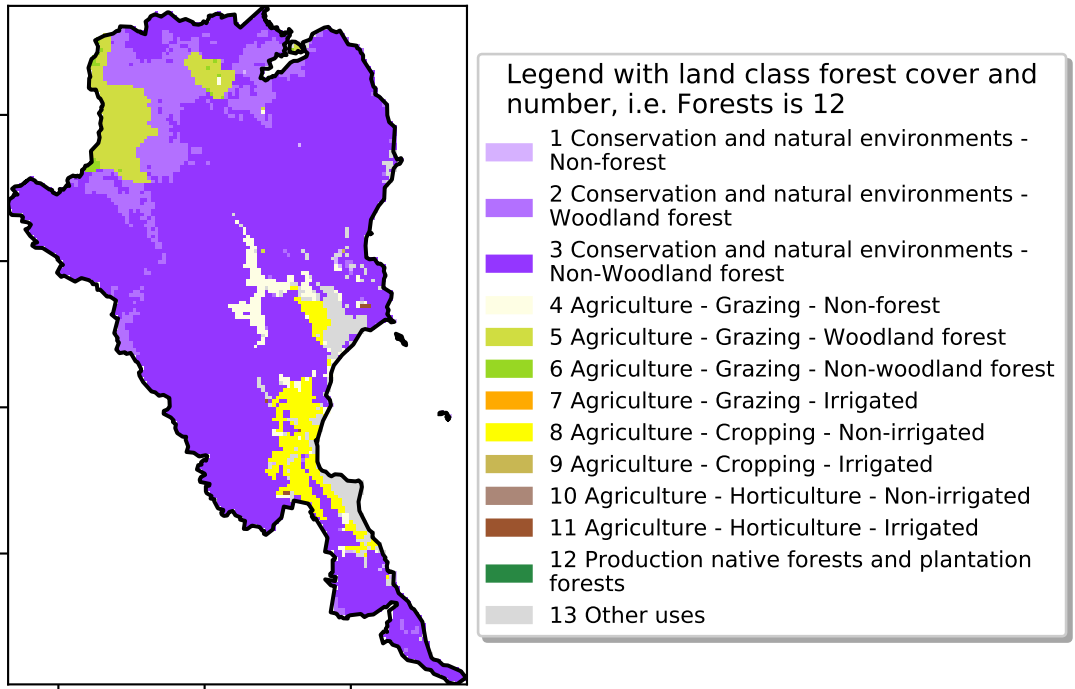 Legend with land class forest cover and
number, i.e. Forests is 12
1 Conservation and natural environments -
Non-forest
2 Conservation and natural environments -
Woodland forest
3 Conservation and natural environments -
Non-Woodland forest
4 Agriculture - Grazing - Non-forest
5 Agriculture - Grazing - Woodland forest
6 Agriculture - Grazing - Non-woodland forest
7 Agriculture - Grazing - Irrigated
8 Agriculture - Cropping - Non-irrigated
9 Agriculture - Cropping - Irrigated
10 Agriculture - Horticulture - Non-irrigated
11 Agriculture - Horticulture - Irrigated
12 Production native forests and plantation
forests
13 Other uses